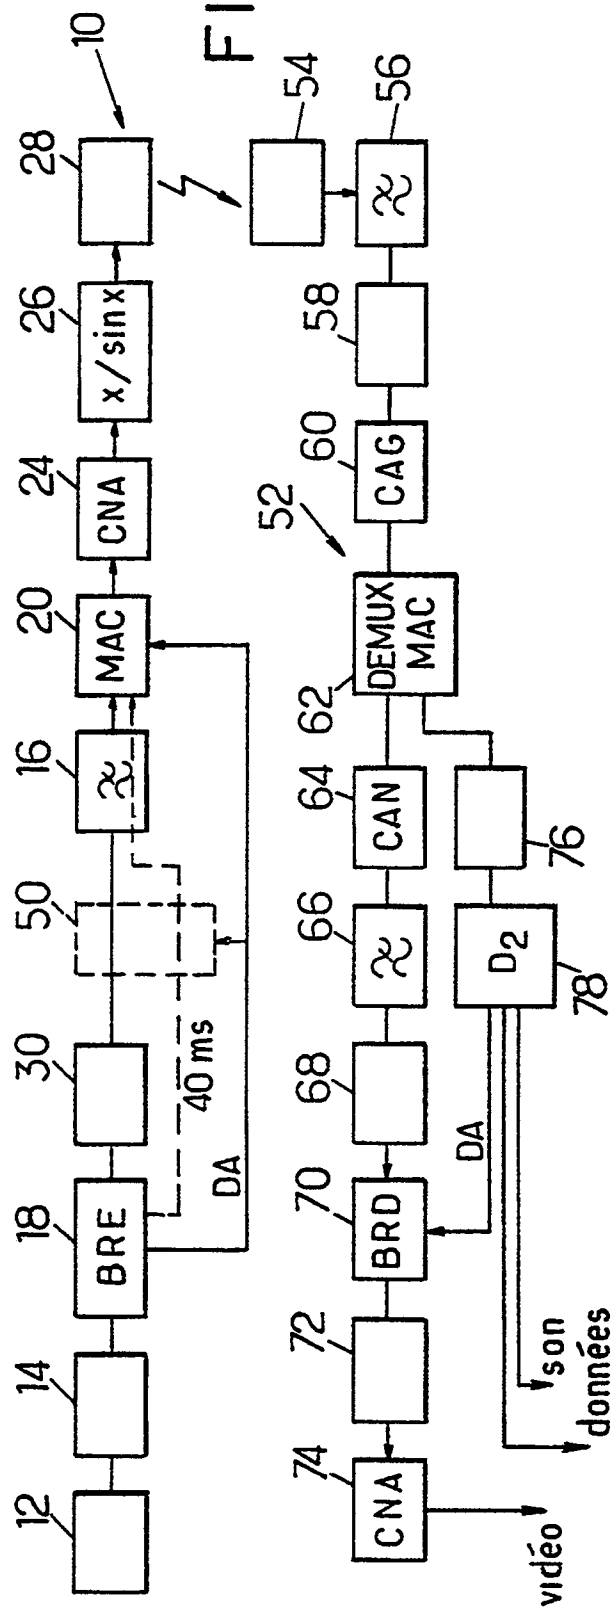 FI
10
12
14
18
30
50
16
20
24
26
28
BRE
MAC
CNA
x/sinx
40 ms
DA
54
56
58
60
52
62
64
66
68
70
72
74
CAG
DEMUX
MAC
CAN
BRD
CNA
76
78
D2
DA
vidéo
son
données